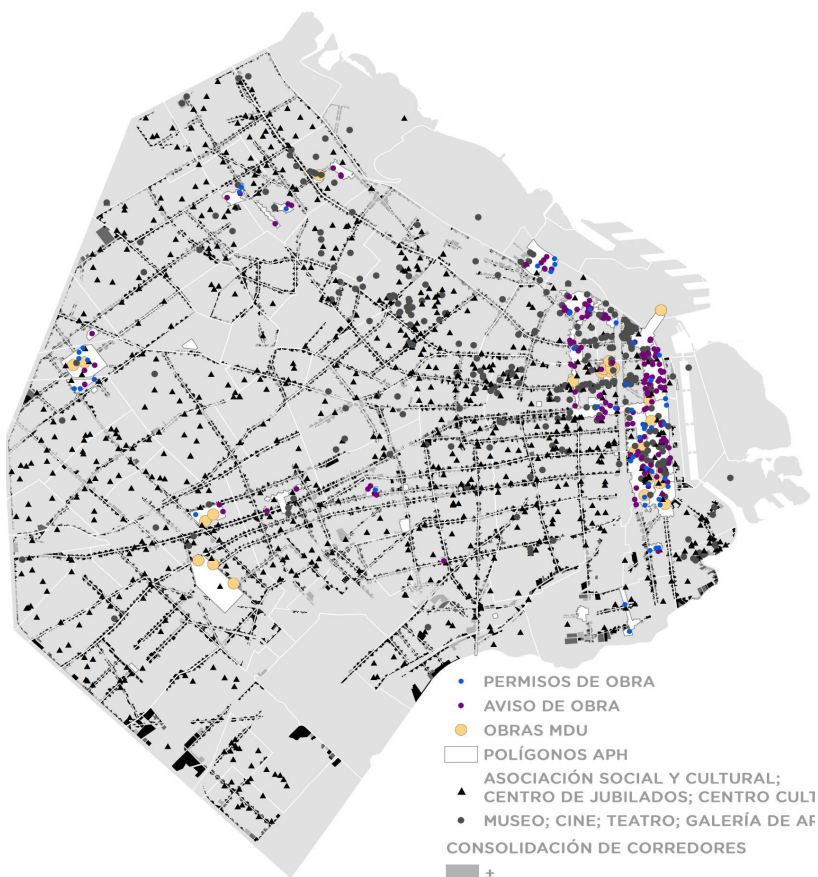 PERMISOS DE OBRA
AVISO DE OBRA
OBRAS MDU
POLÍGONOS APH
ASOCIACIÓN SOCIAL Y CULTURAL;
CENTRO DE JUBILADOS; CENTRO CULT
MUSEO; CINE; TEATRO; GALERÍA DE AR
CONSOLIDACIÓN DE CORREDORES
+